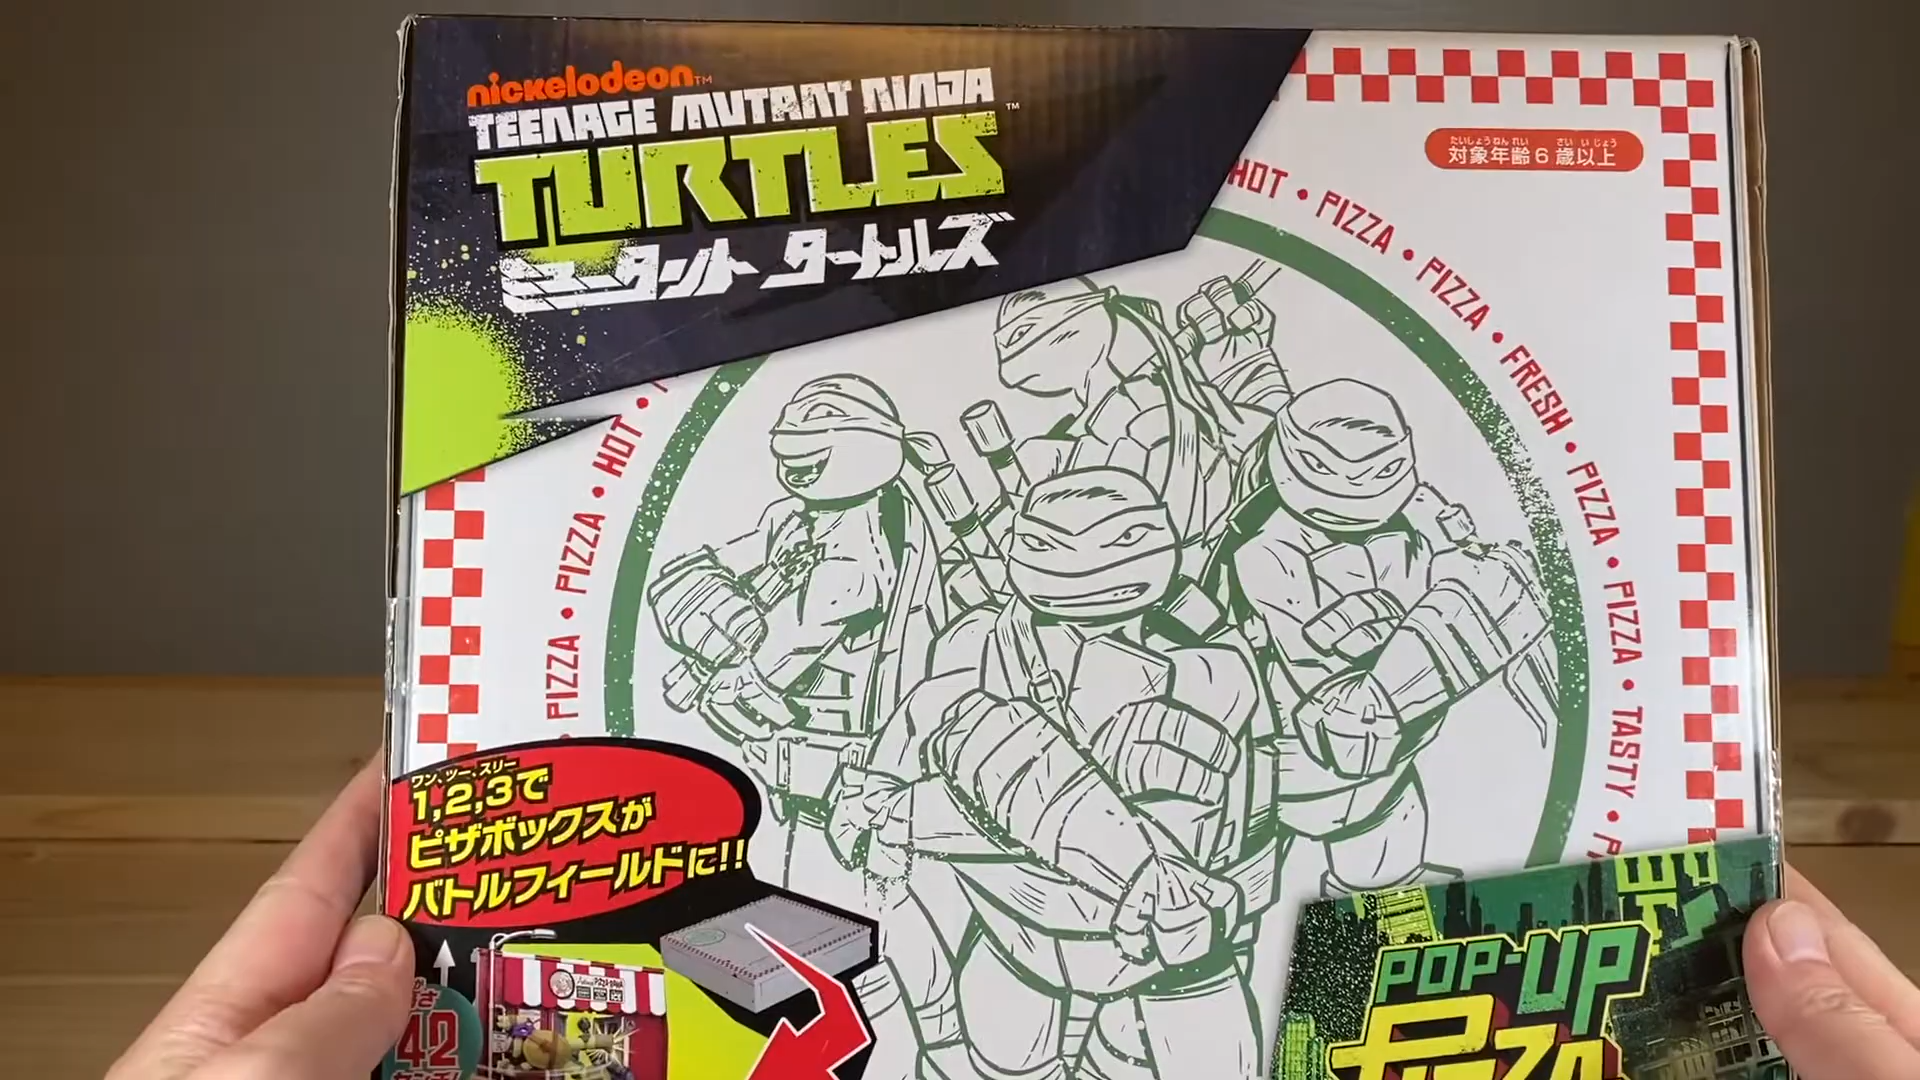 nickelodeon™
TEENAGE MUTANT NINJA
TURTLES™
ミュータント タートルズ
たいしょうねんれい さい いじょう
対象年齢6歳以上
HOT • PIZZA • PIZZA • FRESH • PIZZA • PIZZA • TASTY •
PIZZA • PIZZA • HOT •
ワン、ツー、スリー
1,2,3で
ピザボックスが
バトルフィールドに!!
42
POP-UP
PIZZA